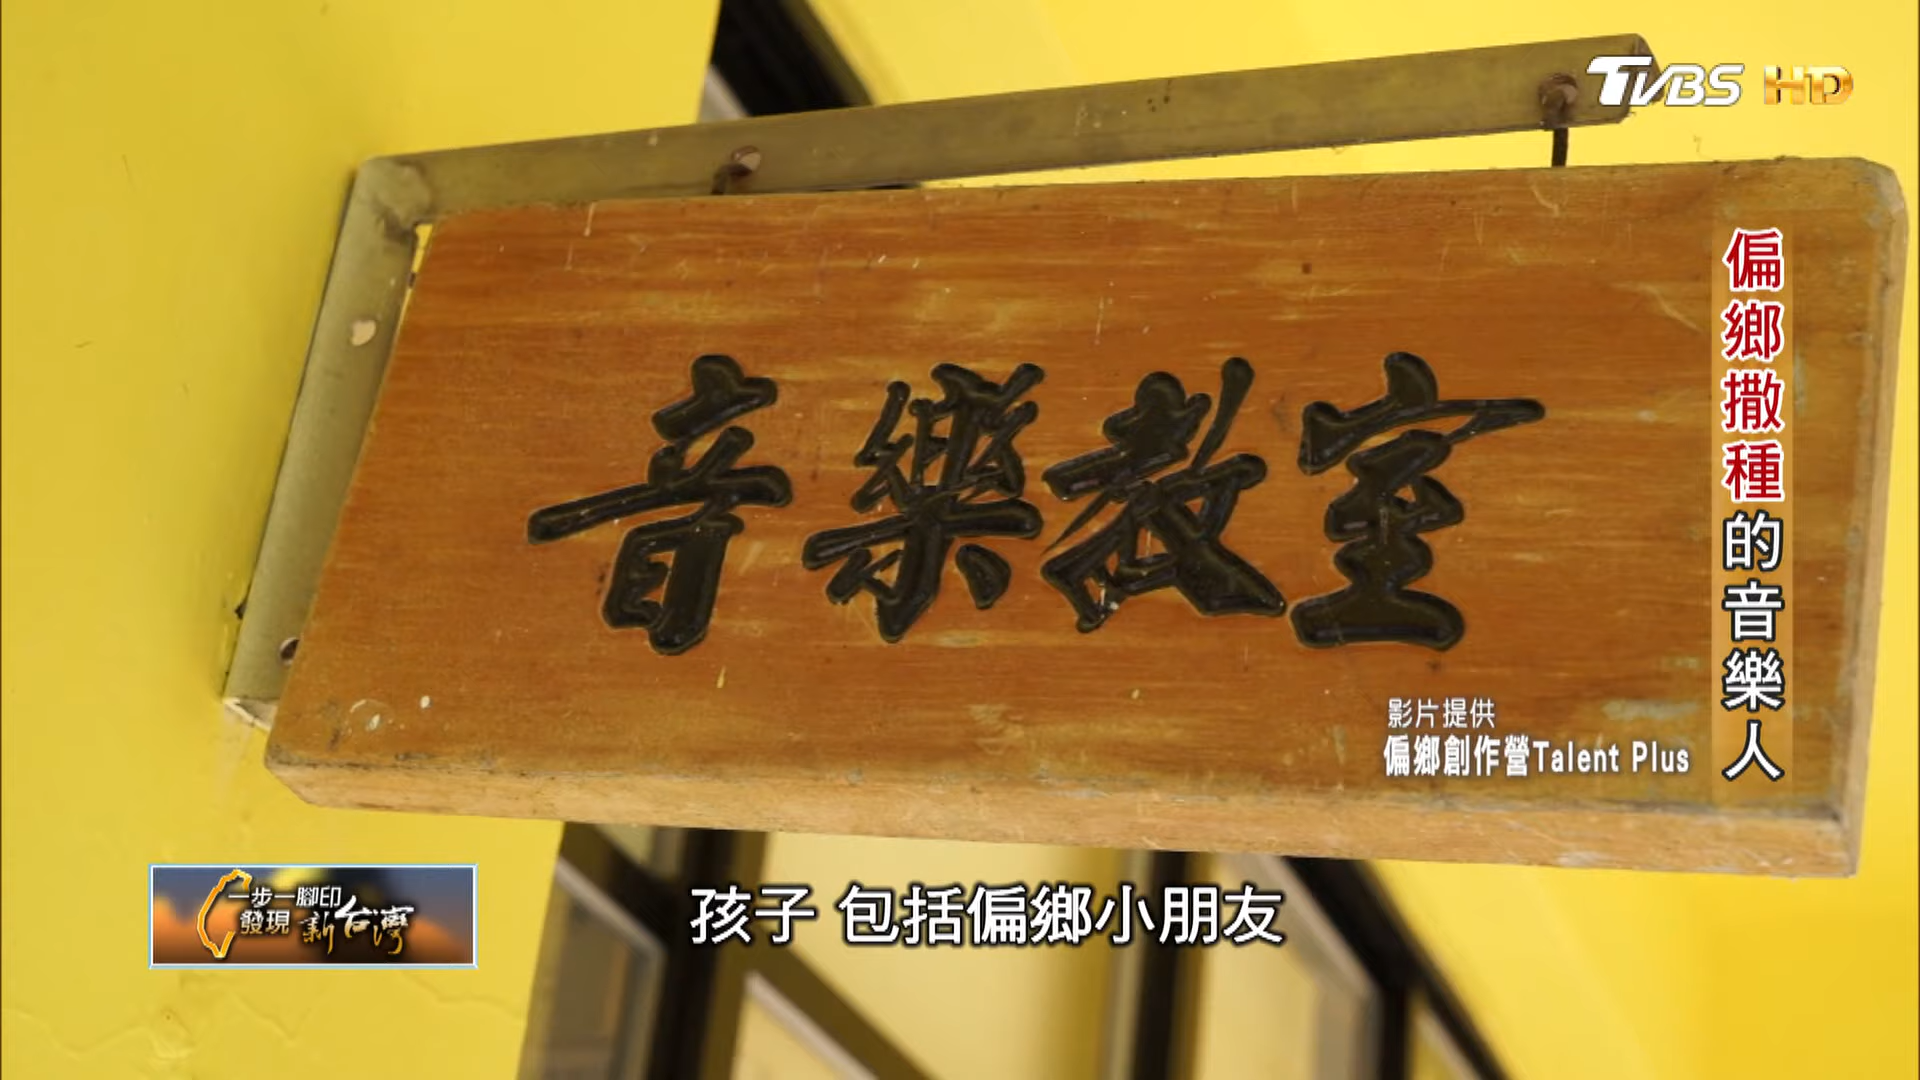 TVBS HD
偏鄉撒種的音樂人
音樂教室
影片提供
偏鄉創作營Talent Plus
一步一腳印
發現新台灣
孩子 包括偏鄉小朋友